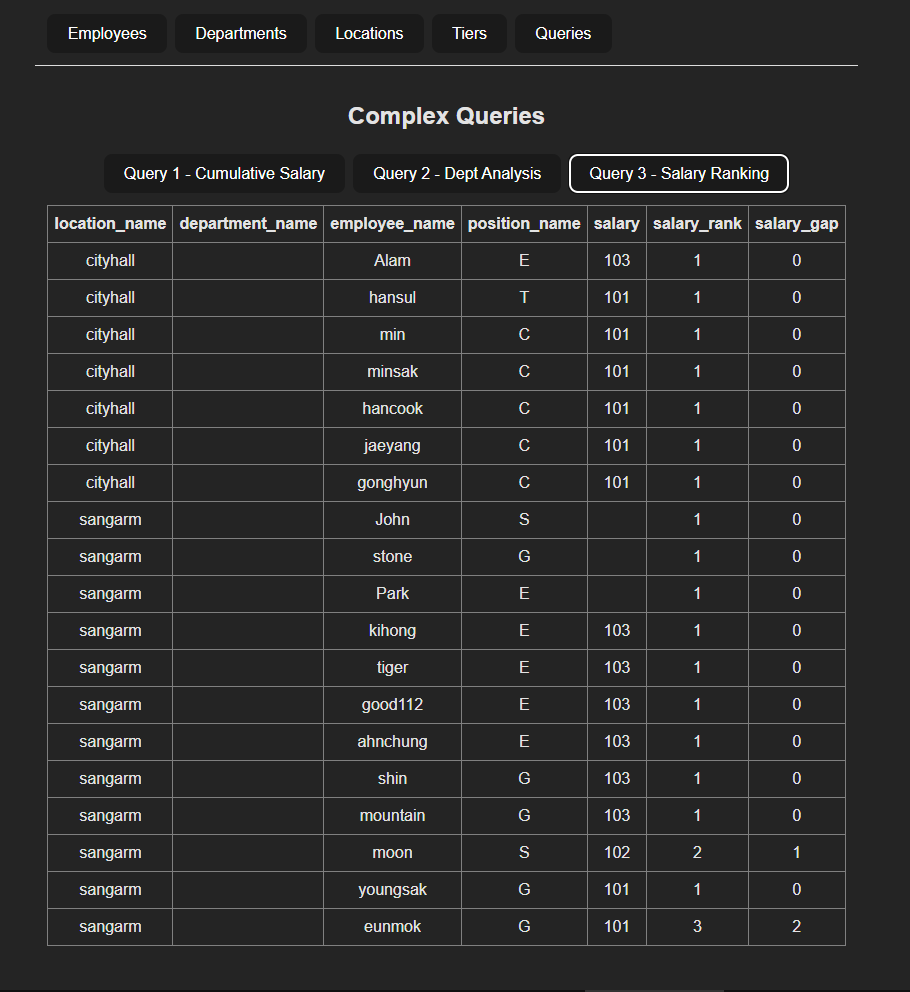 Employees Departments Locations Tiers Queries
Complex Queries
Query 1 - Cumulative Salary Query 2 - Dept Analysis Query 3 - Salary Ranking
location_name department_name employee_name position_name salary salary_rank salary_gap
cityhall Alam E 103 1 0
cityhall hansul T 101 1 0
cityhall min C 101 1 0
cityhall minsak C 101 1 0
cityhall hancook C 101 1 0
cityhall jaeyang C 101 1 0
cityhall gonghyun C 101 1 0
sangarm John S 1 0
sangarm stone G 1 0
sangarm Park E 1 0
sangarm kihong E 103 1 0
sangarm tiger E 103 1 0
sangarm good112 E 103 1 0
sangarm ahnchung E 103 1 0
sangarm shin G 103 1 0
sangarm mountain G 103 1 0
sangarm moon S 102 2 1
sangarm youngsak G 101 1 0
sangarm eunmok G 101 3 2